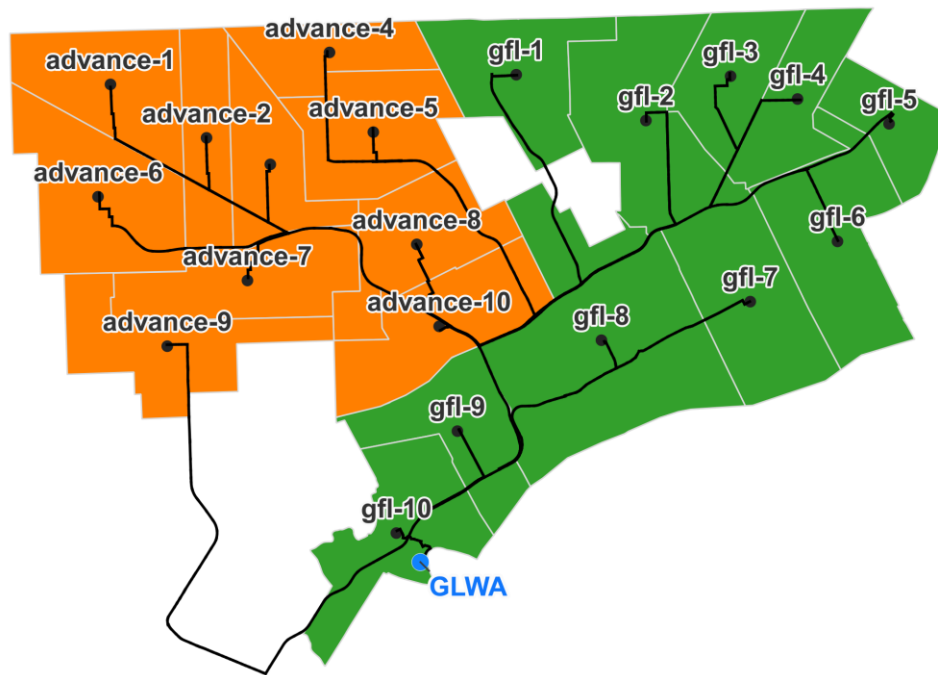 advance-4
gfl-1
gfl-3
advance-1
gfl-4
gfl-2
gfl-5
advance-2
advance-5
advance-6
gfl-6
advance-8
advance-7
gfl-7
advance-10
advance-9
gfl-8
gfl-9
gfl-10
GLWA